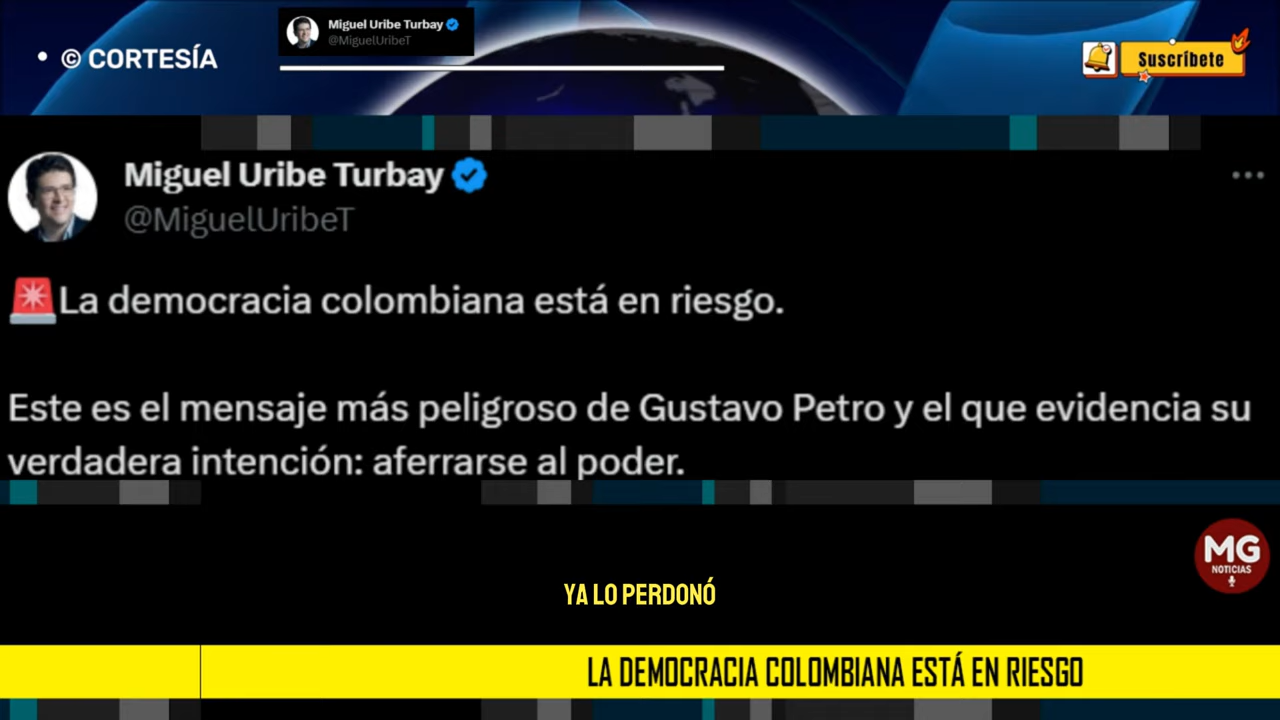 Miguel Uribe Turbay
@MiguelUribeT
• © CORTESÍA
Suscríbete
Miguel Uribe Turbay
@MiguelUribeT
🚨La democracia colombiana está en riesgo.
Este es el mensaje más peligroso de Gustavo Petro y el que evidencia su
verdadera intención: aferrarse al poder.
MG
NOTICIAS
YA LO PERDONÓ
LA DEMOCRACIA COLOMBIANA ESTÁ EN RIESGO